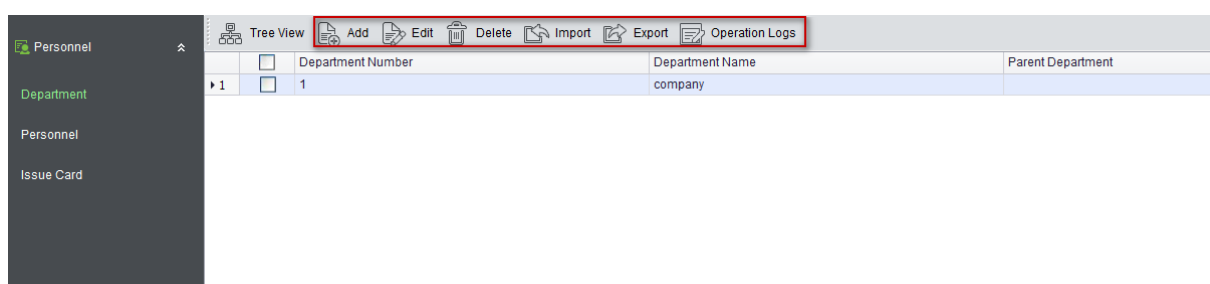 Personnel
Department
Personnel
Issue Card
Tree View Add Edit Delete Import Export Operation Logs
Department Number Department Name Parent Department
1 1 company